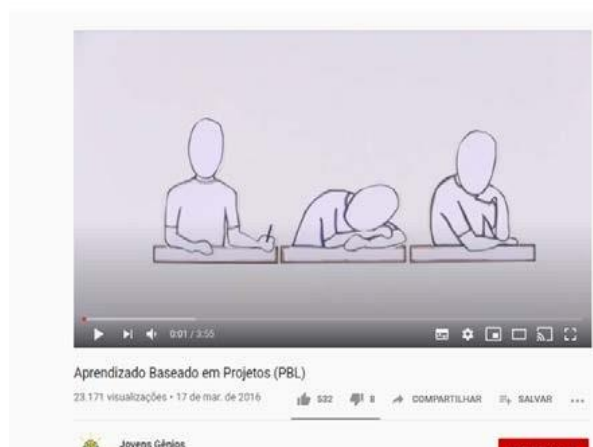 0:01 / 3:55
Aprendizado Baseado em Projetos (PBL)
23.171 visualizações • 17 de mar. de 2016 532 8 COMPARTILHAR SALVAR
Jovens Gênios